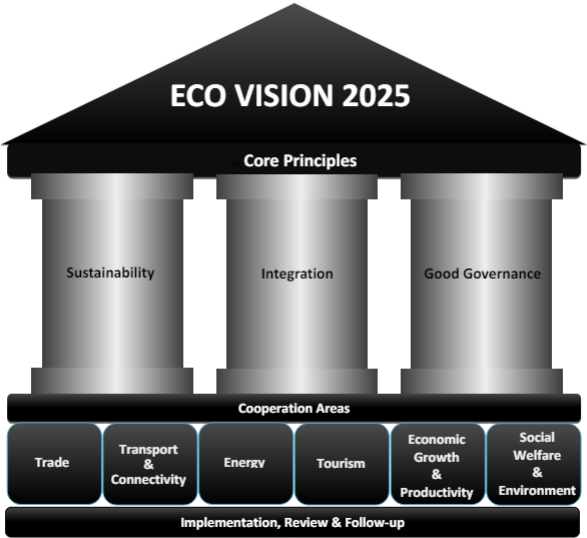 ECO VISION 2025
Core Principles
Sustainability
Integration
Good Governance
Cooperation Areas
Trade
Transport
&
Connectivity
Energy
Tourism
Economic
Growth
&
Productivity
Social
Welfare
&
Environment
Implementation, Review & Follow-up